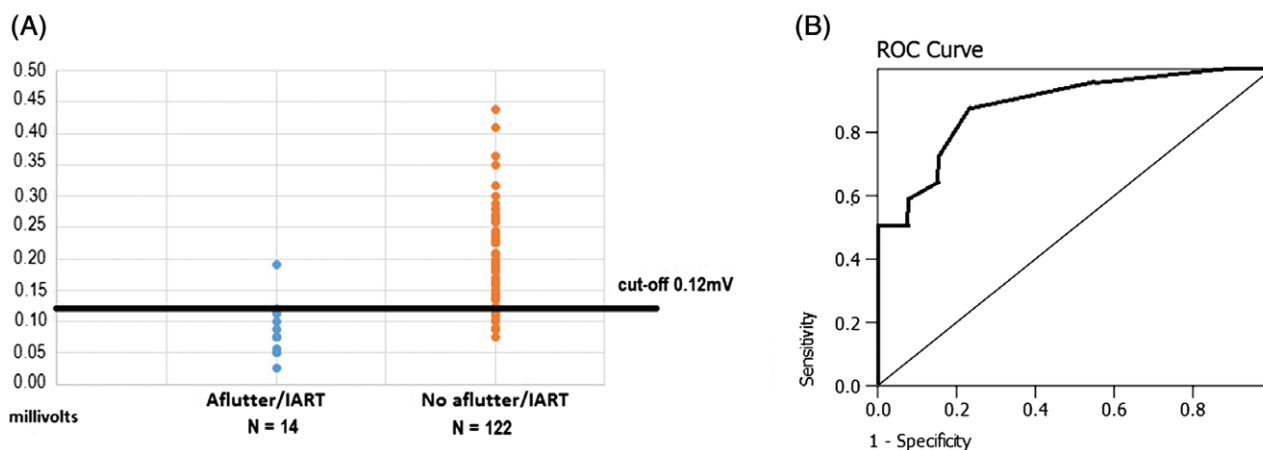 (A)
0.50
0.45
0.40
0.35
0.30
0.25
0.20
0.15
0.10
0.05
0.00
millivolts
cut-off 0.12mV
Aflutter/IART
N = 14
No aflutter/IART
N = 122
(B)
ROC Curve
Sensitivity
0.8
0.6
0.4
0.2
0.0
0.0 0.2 0.4 0.6 0.8
1 - Specificity